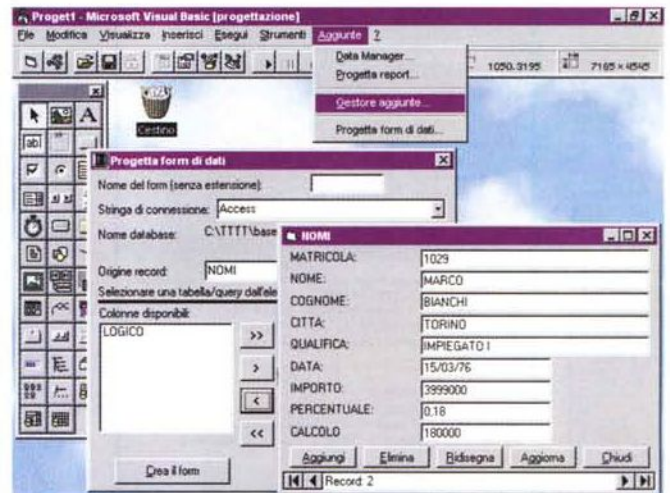 Proget1 - Microsoft Visual Basic [progettazione]
File Modifica Visualizza Inserisci Esegui Strumenti Aggiunte ?
Data Manager...
Progetta report...
Gestore aggiunte...
Progetta form di dati...
1050.3195
7165 × 4545
A
ab
Cestino
Progetta form di dati
Nome del form (senza estensione):
Stringa di connessione: Access
Nome database: C:\TTTT\base
Origine record: NOMI
Selezionare una tabella/query dall'ele
Colonne disponibili:
LOGICO
>>
>
<
<<
Crea il form
NOMI
MATRICOLA: 1029
NOME: MARCO
COGNOME: BIANCHI
CITTA: TORINO
QUALIFICA: IMPIEGATO I
DATA: 15/03/76
IMPORTO: 3999000
PERCENTUALE: 0.18
CALCOLO 180000
Aggiungi Elimina Ridisegna Aggiorna Chiudi
Record: 2